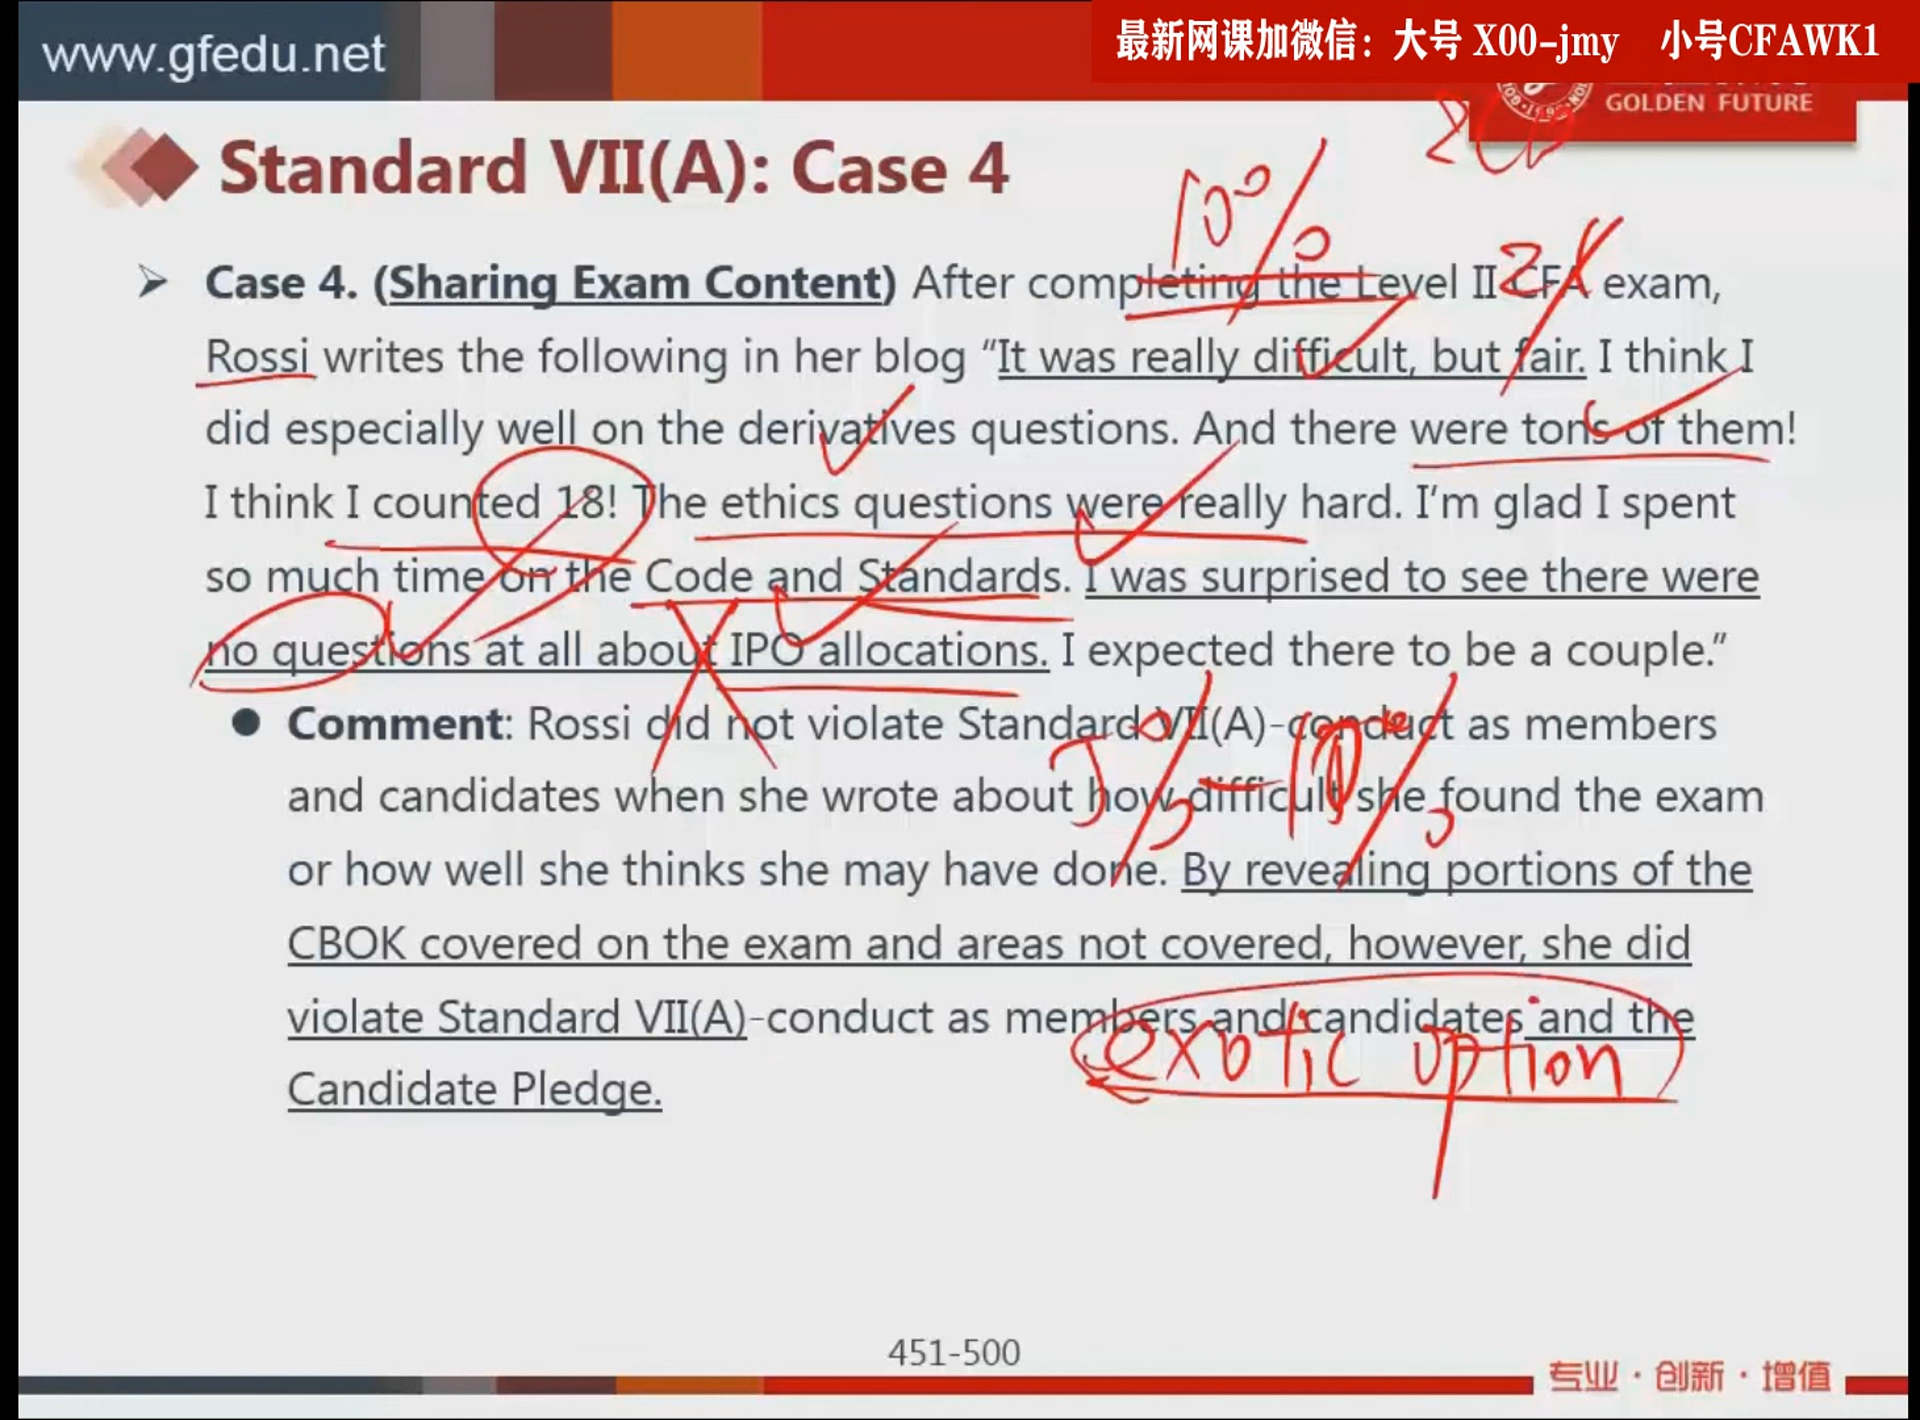 www.gfedu.net
最新网课加微信：大号 X00-jmy 小号CFAWK1
GOLDEN FUTURE
Standard VII(A): Case 4
100%
➢ Case 4. (Sharing Exam Content) After completing the Level II CFA exam,
Rossi writes the following in her blog “It was really difficult, but fair. I think I
did especially well on the derivatives questions. And there were tons of them!
I think I counted 18! The ethics questions were really hard. I’m glad I spent
so much time on the Code and Standards. I was surprised to see there were
no questions at all about IPO allocations. I expected there to be a couple.”
● Comment: Rossi did not violate Standard VII(A)-conduct as members
and candidates when she wrote about how difficult she found the exam
or how well she thinks she may have done. By revealing portions of the
CBOK covered on the exam and areas not covered, however, she did
violate Standard VII(A)-conduct as members and candidates and the
exotic option
Candidate Pledge.
451-500
专业·创新·增值